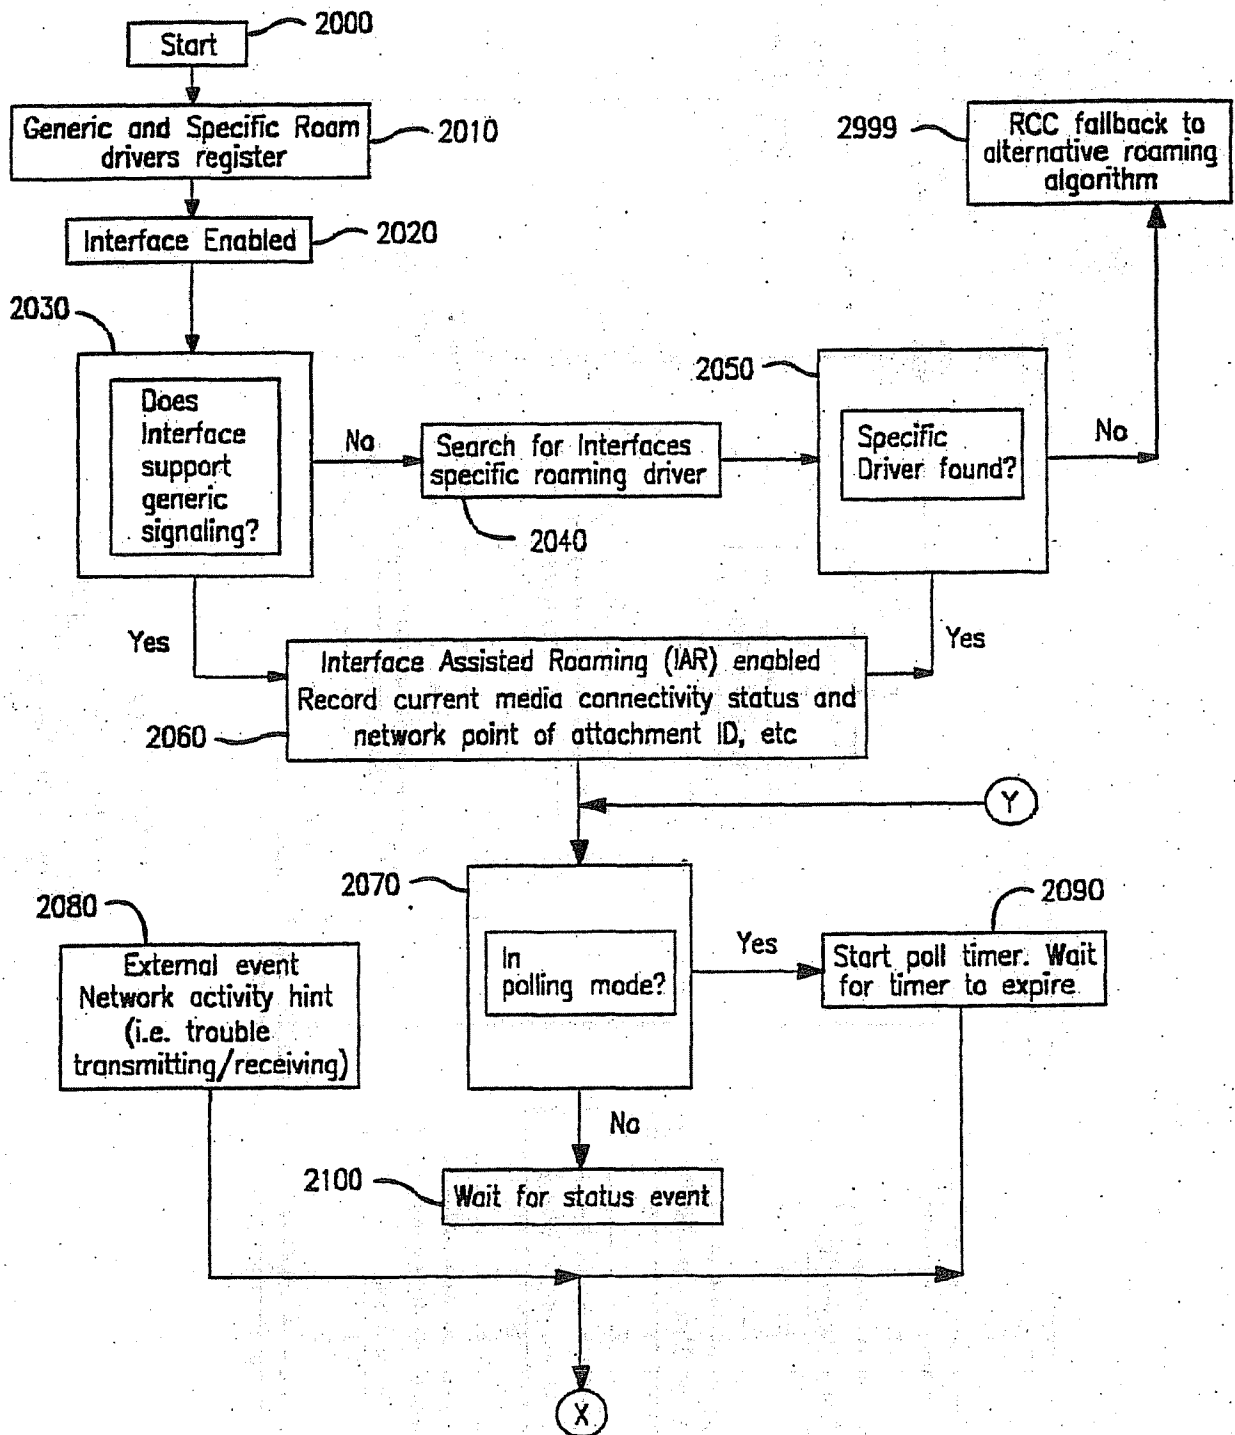 2000
Start
Generic and Specific Roam
drivers register
2010
2999
RCC fallback to
alternative roaming
algorithm
Interface Enabled
2020
2030
Does
Interface
support
generic
signaling?
No
Search for Interfaces
specific roaming driver
2040
2050
Specific
Driver found?
No
Yes
Yes
Interface Assisted Roaming (IAR) enabled
Record current media connectivity status and
network point of attachment ID, etc
2060
Y
2070
In
polling mode?
Yes
2090
Start poll timer. Wait
for timer to expire
2080
External event
Network activity hint
(i.e. trouble
transmitting/receiving)
No
2100
Wait for status event
X